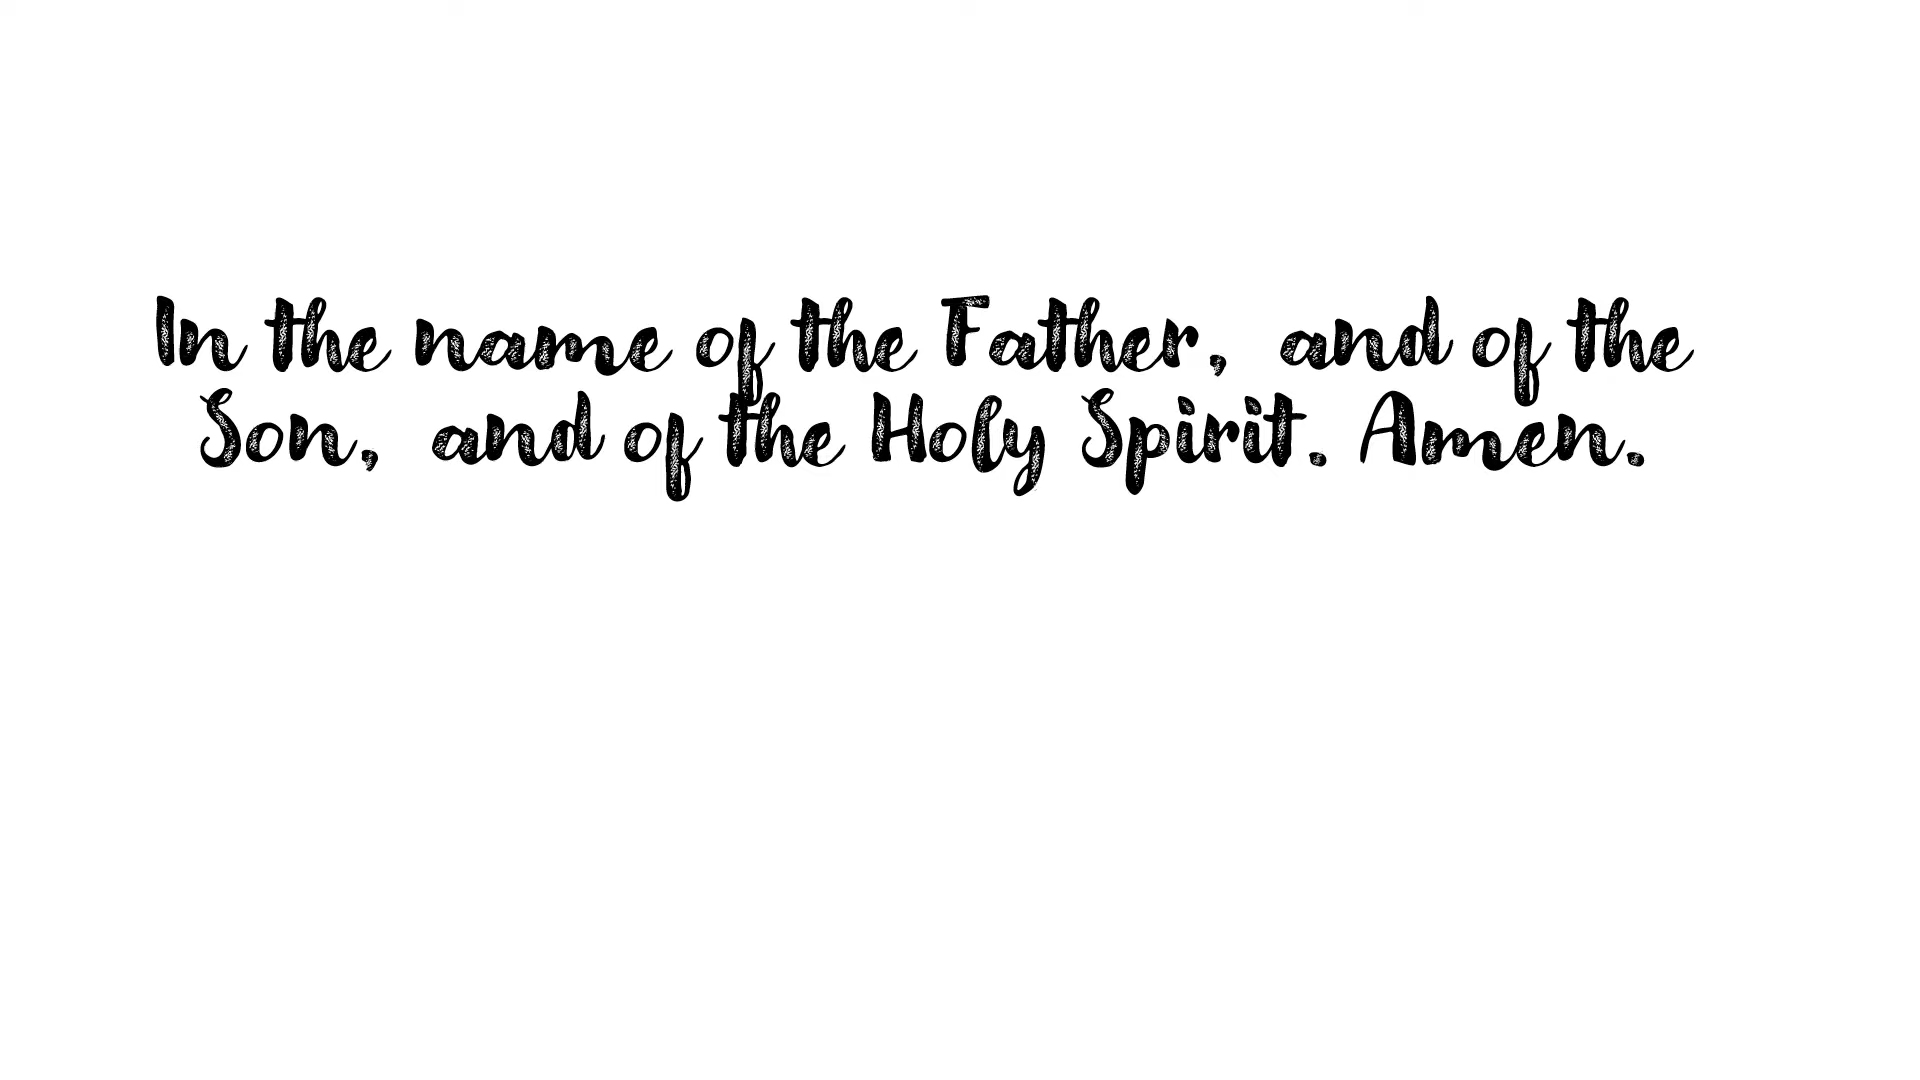 In the name of the Father, and of the
Son, and of the Holy Spirit. Amen.